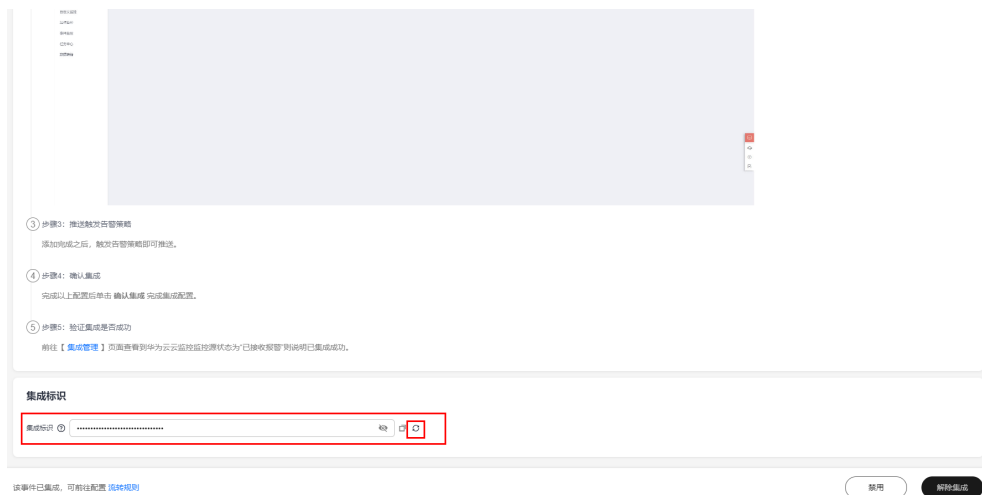 3 步骤3：推送触发告警策略
添加完成之后，触发告警策略即可推送。
4 步骤4：确认集成
完成以上配置后单击 确认集成 完成集成配置。
5 步骤5：验证集成是否成功
前往【 集成管理 】页面查看到华为云云监控监控源状态为“已接收报警”则说明已集成成功。
集成标识
集成标识 ? ································
该事件已集成，可前往配置 流转规则
禁用 解除集成